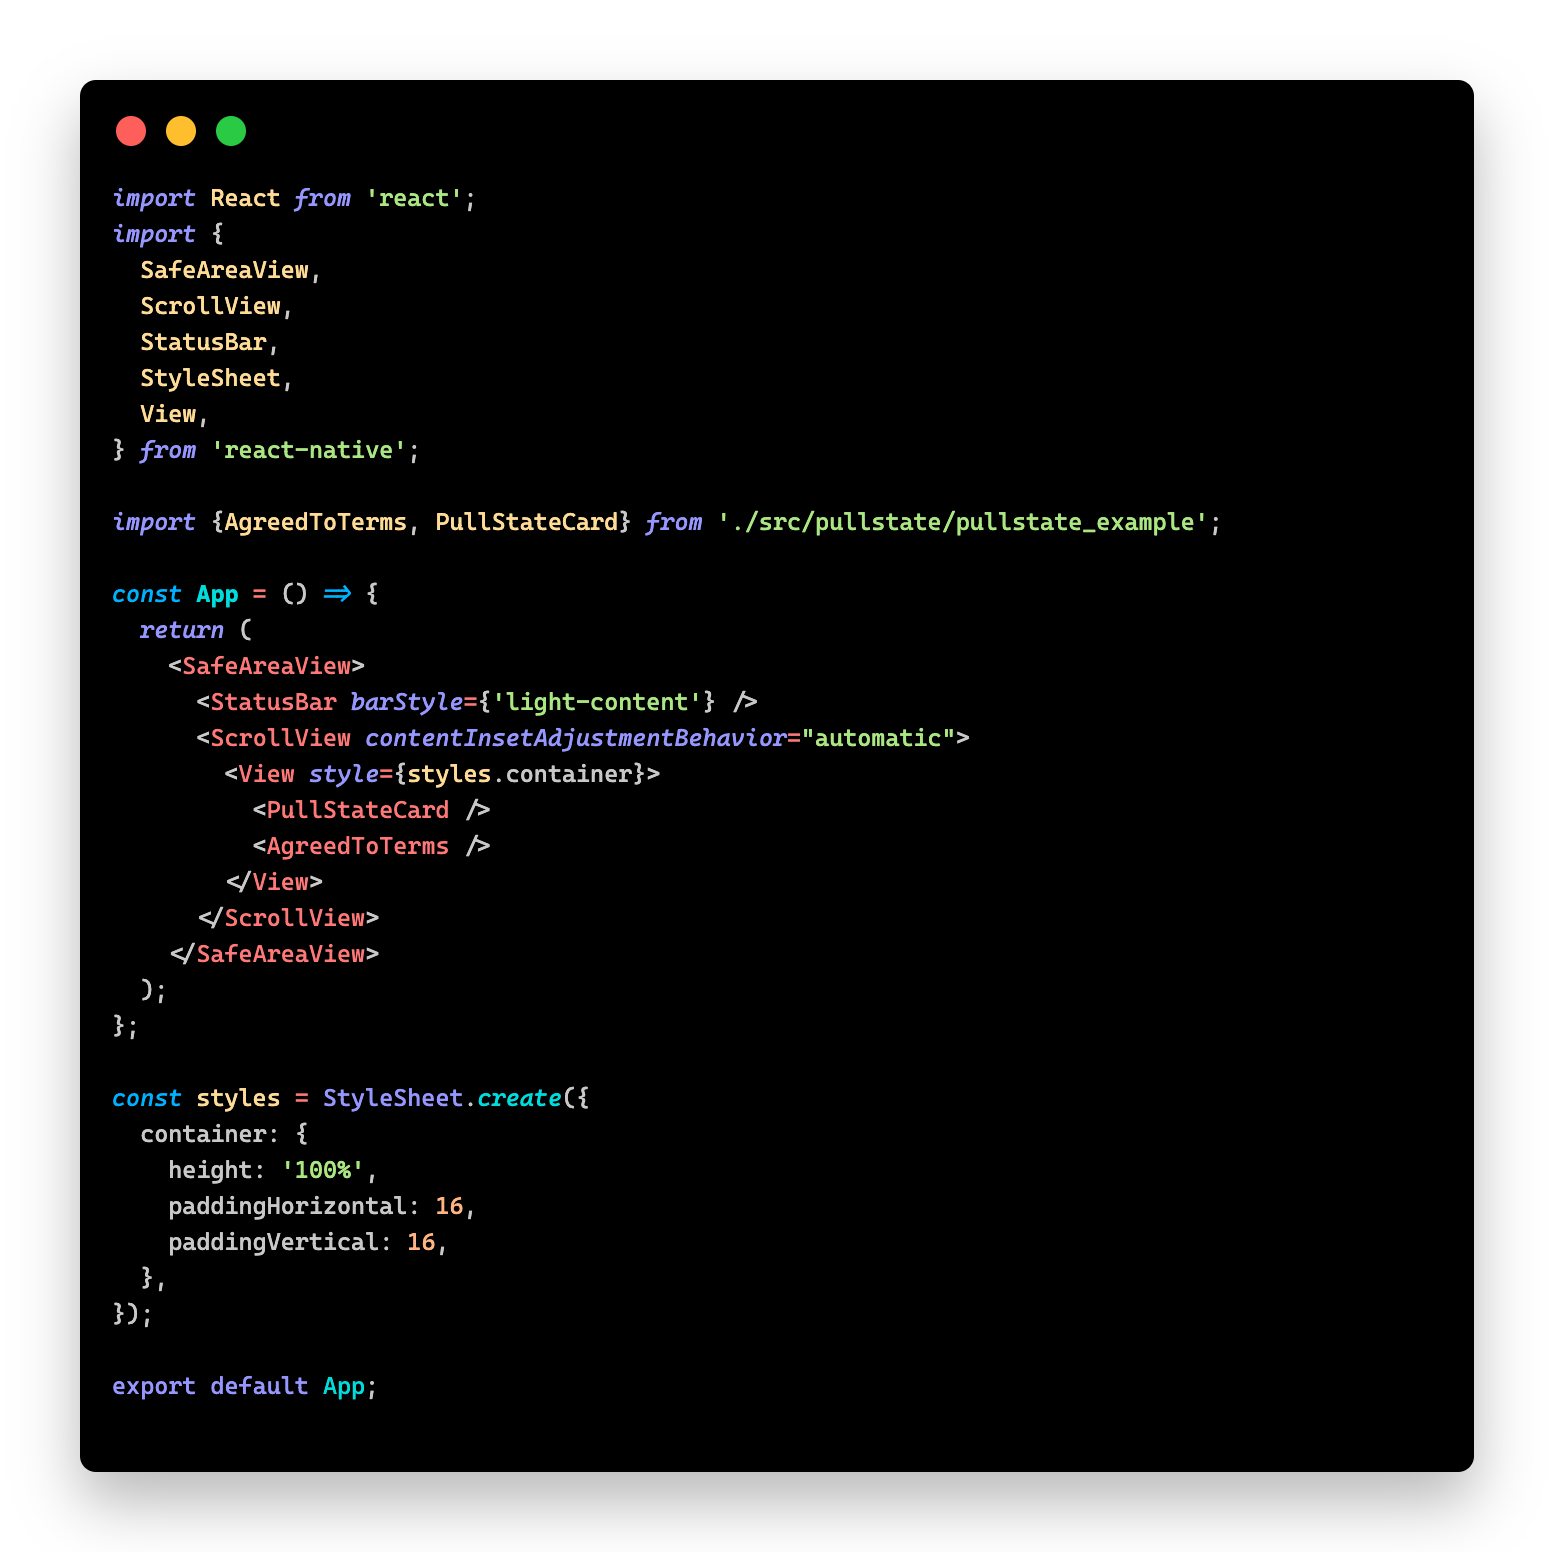 import React from 'react';
import {
  SafeAreaView,
  ScrollView,
  StatusBar,
  StyleSheet,
  View,
} from 'react-native';

import {AgreedToTerms, PullStateCard} from './src/pullstate/pullstate_example';

const App = () => {
  return (
    <SafeAreaView>
      <StatusBar barStyle={'light-content'} />
      <ScrollView contentInsetAdjustmentBehavior="automatic">
        <View style={styles.container}>
          <PullStateCard />
          <AgreedToTerms />
        </View>
      </ScrollView>
    </SafeAreaView>
  );
};

const styles = StyleSheet.create({
  container: {
    height: '100%',
    paddingHorizontal: 16,
    paddingVertical: 16,
  },
});

export default App;